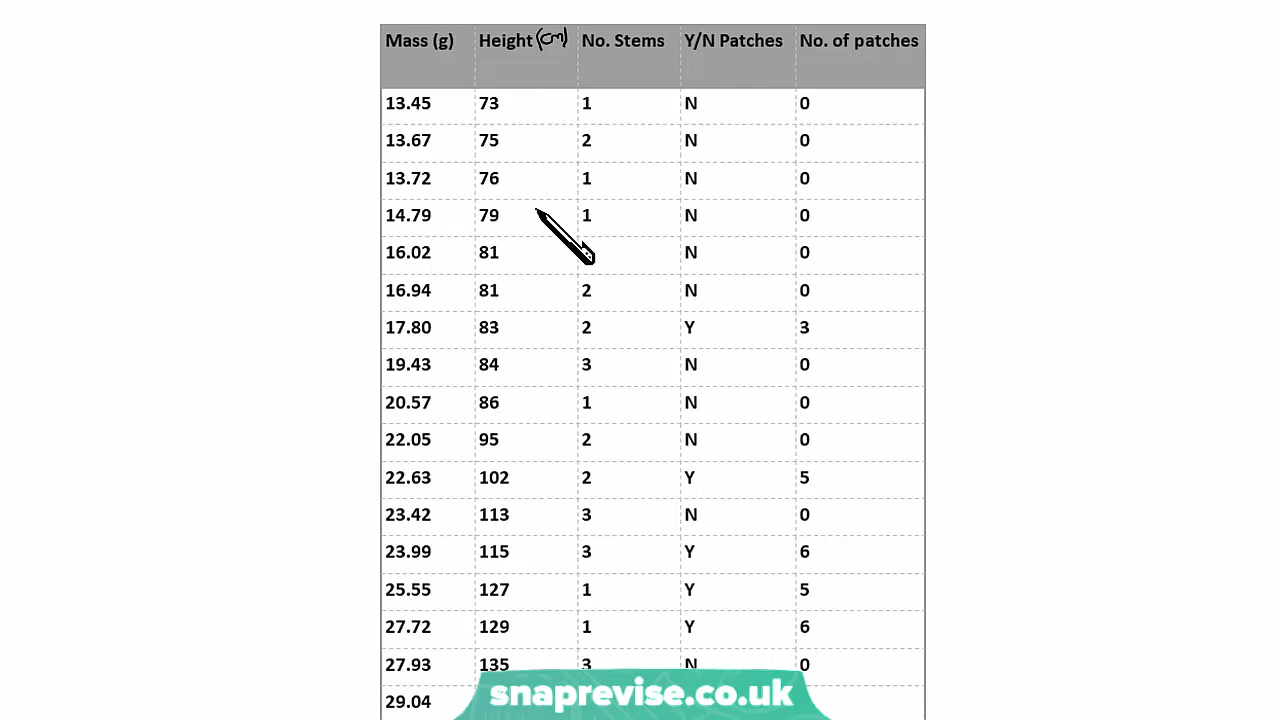 Mass (g) Height (cm) No. Stems Y/N Patches No. of patches
13.45 73 1 N 0
13.67 75 2 N 0
13.72 76 1 N 0
14.79 79 1 N 0
16.02 81 N 0
16.94 81 2 N 0
17.80 83 2 Y 3
19.43 84 3 N 0
20.57 86 1 N 0
22.05 95 2 N 0
22.63 102 2 Y 5
23.42 113 3 N 0
23.99 115 3 Y 6
25.55 127 1 Y 5
27.72 129 1 Y 6
27.93 135 3 N 0
29.04
snaprevise.co.uk